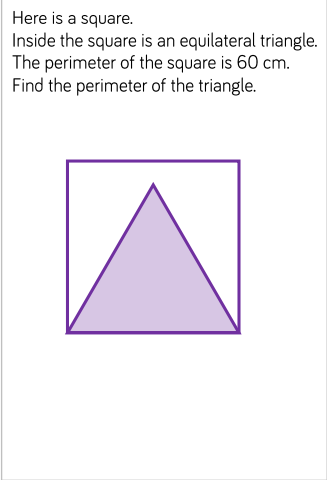 Here is a square.
Inside the square is an equilateral triangle.
The perimeter of the square is 60 cm.
Find the perimeter of the triangle.